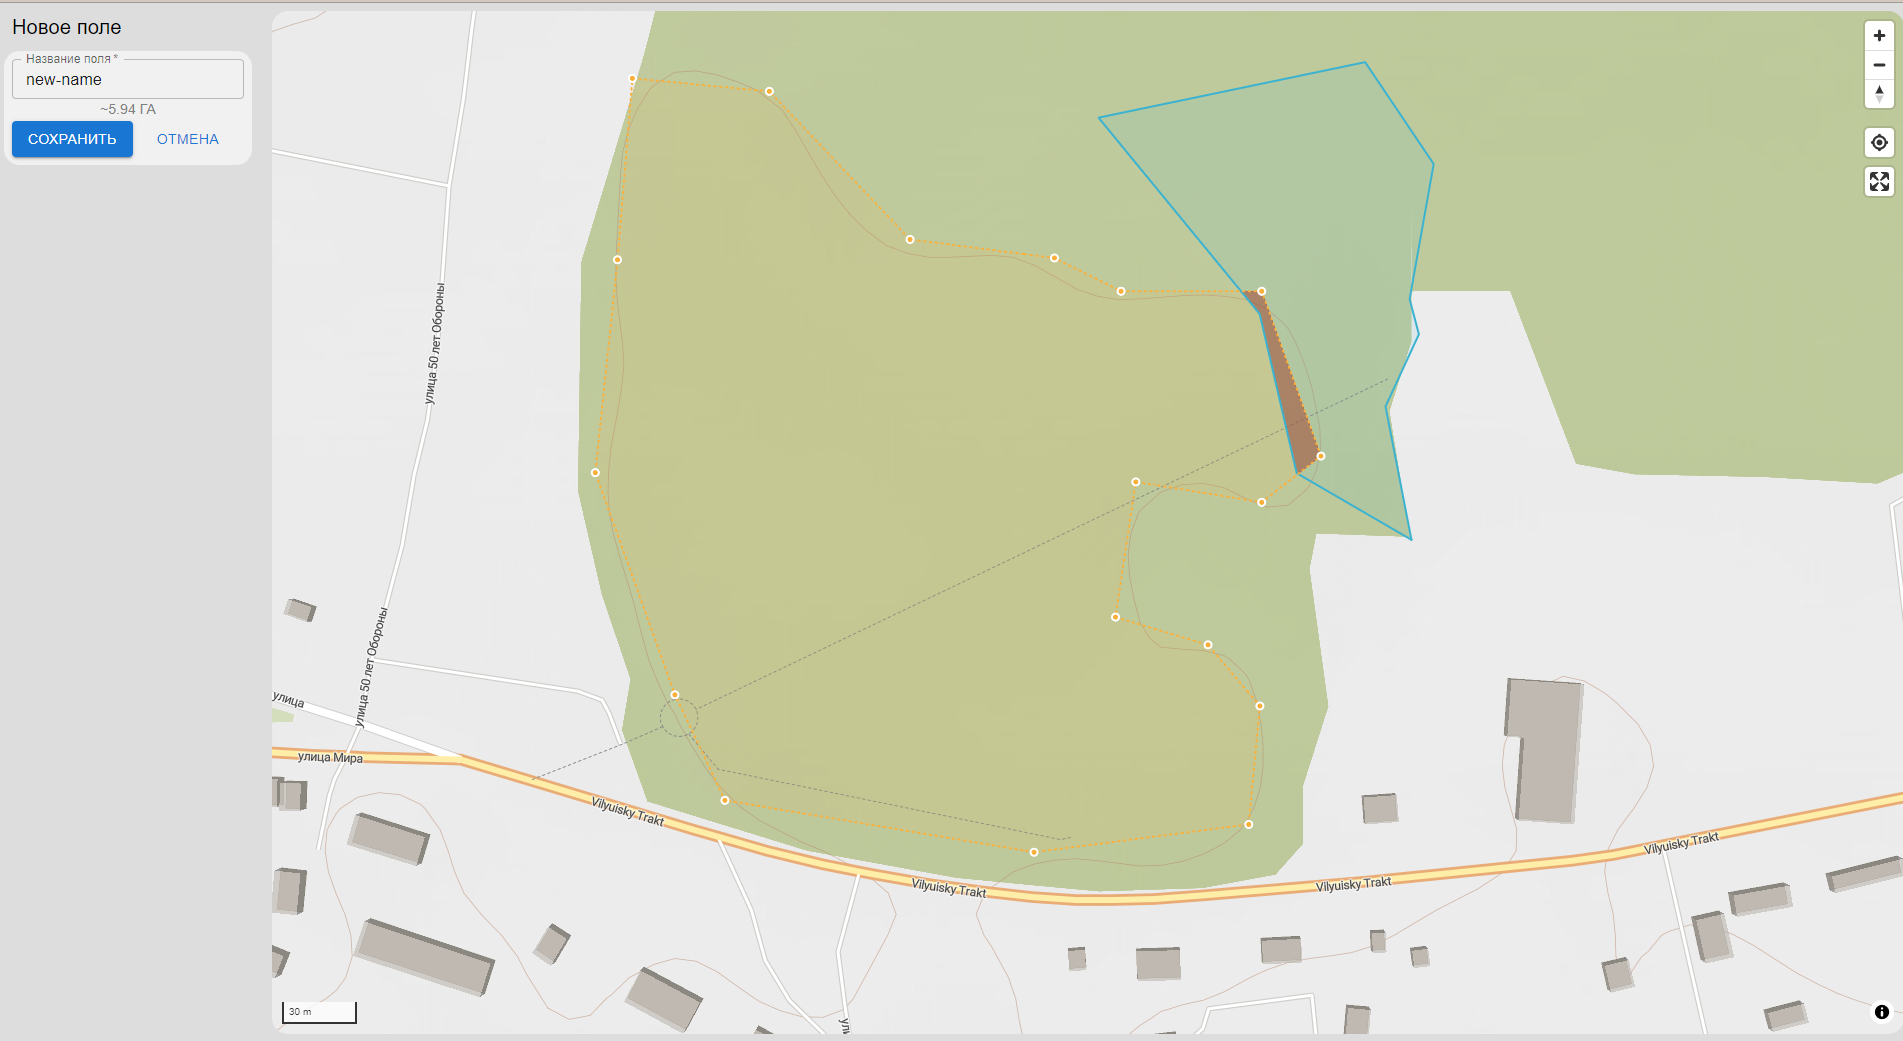 Новое поле
Название поля *
new-name
~5.94 ГА
СОХРАНИТЬ
ОТМЕНА
улица 50 лет Обороны
улица 50 лет Обороны
улица
улица Мира
Vilyuisky Trakt
Vilyuisky Trakt
Vilyuisky Trakt
Vilyuisky Trakt
30 m